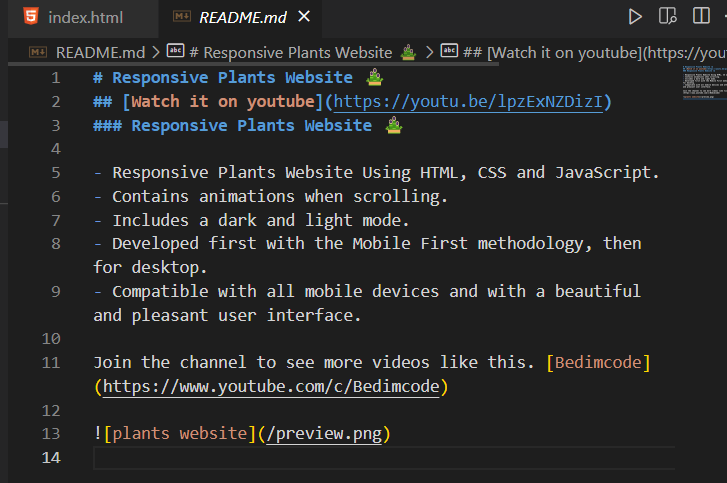 index.html
README.md
README.md > # Responsive Plants Website 🎍 > ## [Watch it on youtube](https://you
1 # Responsive Plants Website 🎍
2 ## [Watch it on youtube](https://youtu.be/lpzExNZDizI)
3 ### Responsive Plants Website 🎍
4
5 - Responsive Plants Website Using HTML, CSS and JavaScript.
6 - Contains animations when scrolling.
7 - Includes a dark and light mode.
8 - Developed first with the Mobile First methodology, then
for desktop.
9 - Compatible with all mobile devices and with a beautiful
and pleasant user interface.
10
11 Join the channel to see more videos like this. [Bedimcode]
(https://www.youtube.com/c/Bedimcode)
12
13 ![plants website](/preview.png)
14